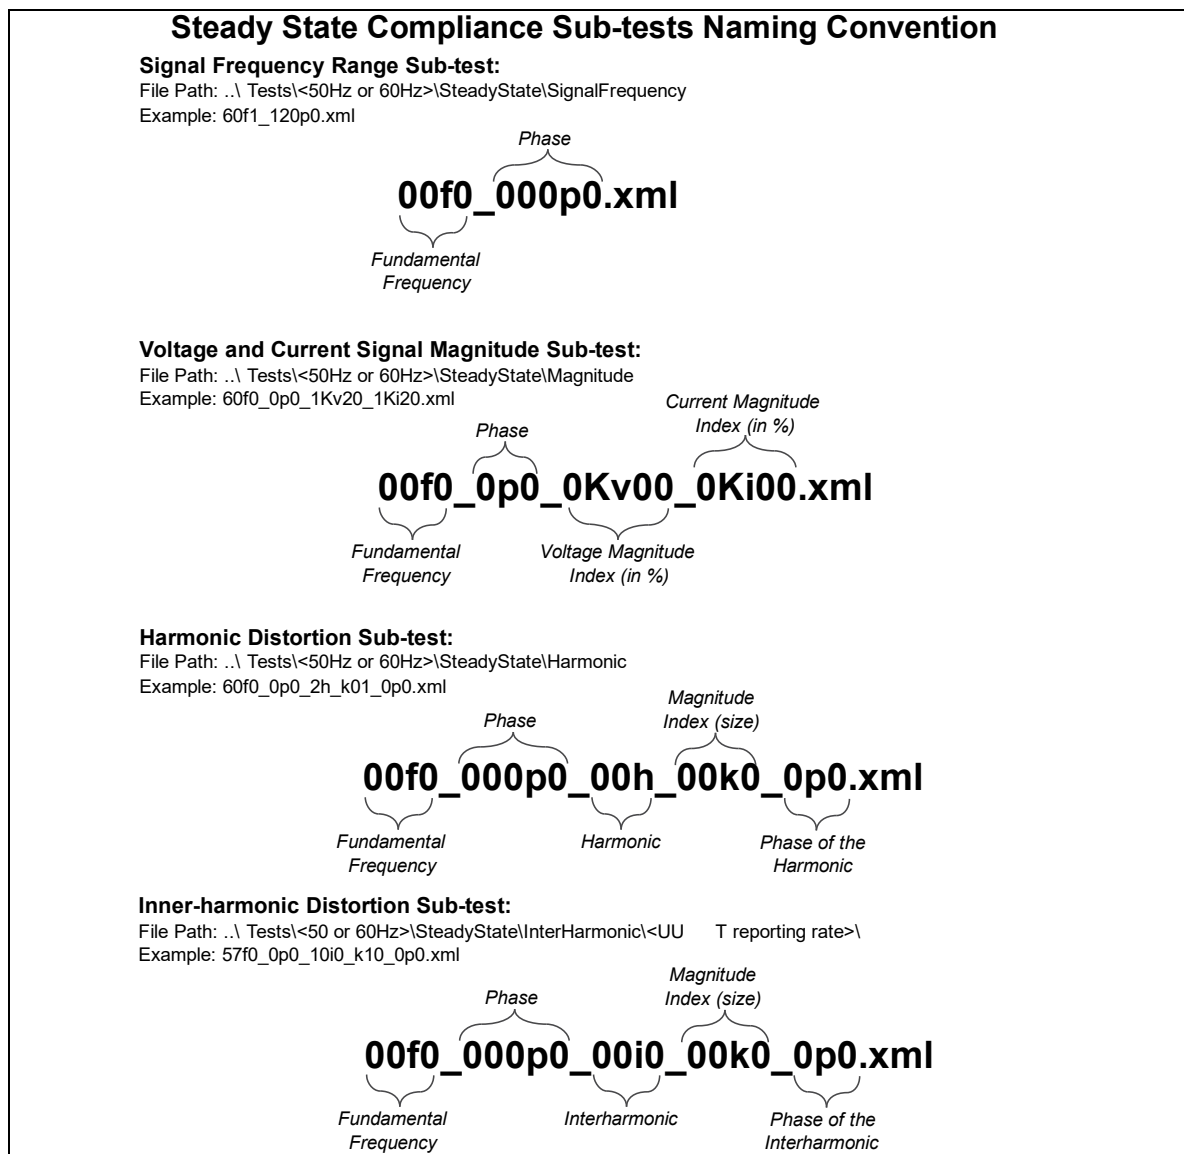 Steady State Compliance Sub-tests Naming Convention
Signal Frequency Range Sub-test:
File Path: ..\ Tests\<50Hz or 60Hz>\SteadyState\SignalFrequency
Example: 60f1_120p0.xml
Phase
00f0_000p0.xml
Fundamental
Frequency
Voltage and Current Signal Magnitude Sub-test:
File Path: ..\ Tests\<50Hz or 60Hz>\SteadyState\Magnitude
Example: 60f0_0p0_1Kv20_1Ki20.xml
Current Magnitude
Index (in %)
Phase
00f0_0p0_0Kv00_0Ki00.xml
Fundamental
Frequency
Voltage Magnitude
Index (in %)
Harmonic Distortion Sub-test:
File Path: ..\ Tests\<50Hz or 60Hz>\SteadyState\Harmonic
Example: 60f0_0p0_2h_k01_0p0.xml
Magnitude
Index (size)
Phase
00f0_000p0_00h_00k0_0p0.xml
Fundamental
Frequency
Harmonic
Phase of the
Harmonic
Inner-harmonic Distortion Sub-test:
File Path: ..\ Tests\<50 or 60Hz>\SteadyState\InterHarmonic\<UU T reporting rate>\
Example: 57f0_0p0_10i0_k10_0p0.xml
Magnitude
Index (size)
Phase
00f0_000p0_00i0_00k0_0p0.xml
Fundamental
Frequency
Interharmonic
Phase of the
Interharmonic